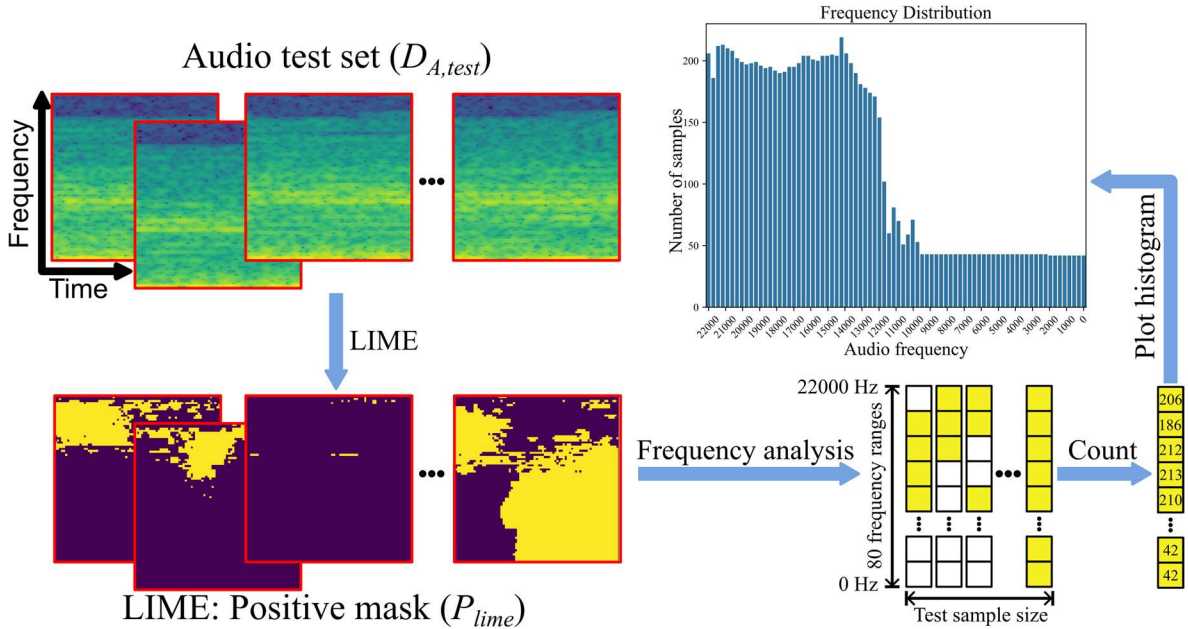 Audio test set (D_A,test)
Frequency
Time
LIME
LIME: Positive mask (P_lime)
Frequency analysis
22000 Hz
80 frequency ranges
0 Hz
Test sample size
Count
206
186
212
213
210
42
42
Plot histogram
Frequency Distribution
Number of samples
200
150
100
50
0
22000
21000
20000
19000
18000
17000
16000
15000
14000
13000
12000
11000
10000
9000
8000
7000
6000
5000
4000
3000
2000
1000
0
Audio frequency